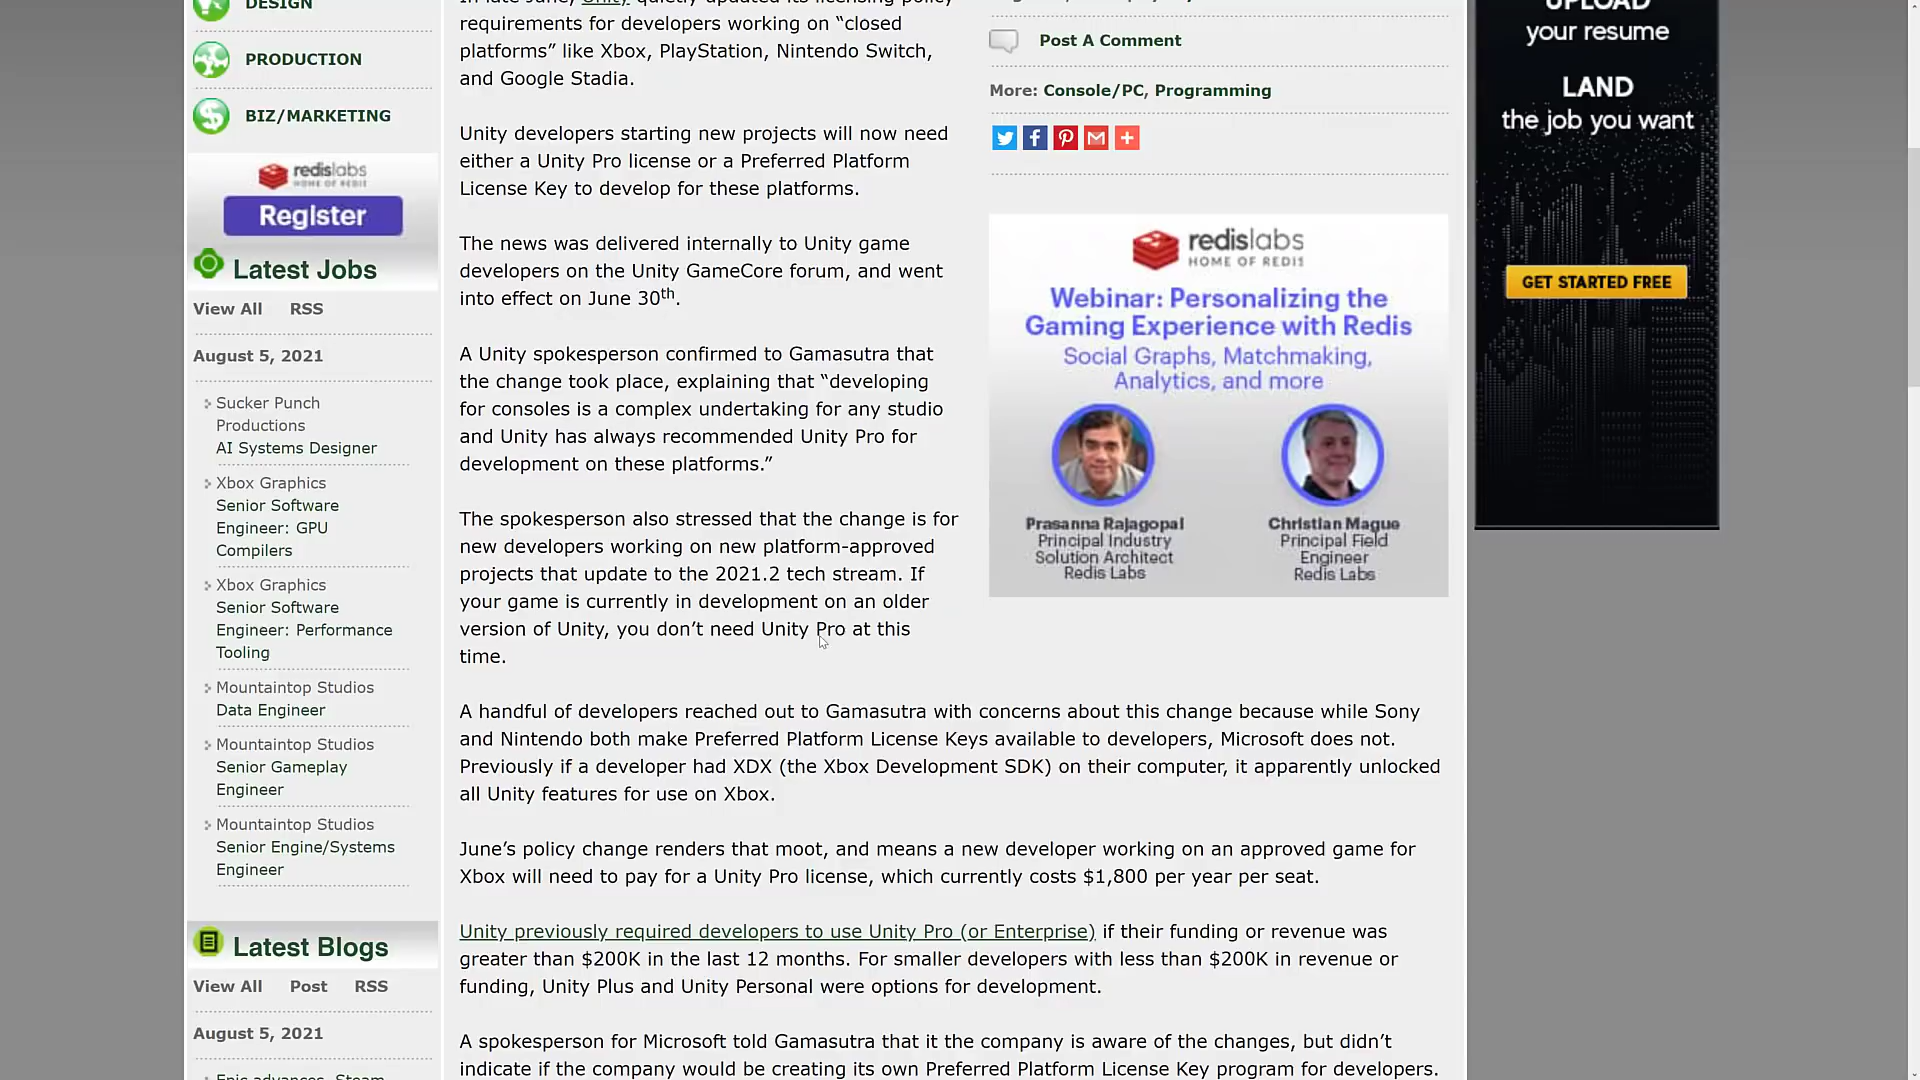 DESIGN
PRODUCTION
BIZ/MARKETING
redislabs
HOME OF REDIS
Register
Latest Jobs
View All RSS
August 5, 2021
Sucker Punch
Productions
AI Systems Designer
Xbox Graphics
Senior Software
Engineer: GPU
Compilers
Xbox Graphics
Senior Software
Engineer: Performance
Tooling
Mountaintop Studios
Data Engineer
Mountaintop Studios
Senior Gameplay
Engineer
Mountaintop Studios
Senior Engine/Systems
Engineer
Latest Blogs
View All Post RSS
August 5, 2021
Epic advances, Steam
In late June, Unity quietly updated its licensing policy
requirements for developers working on “closed
platforms” like Xbox, PlayStation, Nintendo Switch,
and Google Stadia.
Unity developers starting new projects will now need
either a Unity Pro license or a Preferred Platform
License Key to develop for these platforms.
The news was delivered internally to Unity game
developers on the Unity GameCore forum, and went
into effect on June 30th.
A Unity spokesperson confirmed to Gamasutra that
the change took place, explaining that “developing
for consoles is a complex undertaking for any studio
and Unity has always recommended Unity Pro for
development on these platforms.”
The spokesperson also stressed that the change is for
new developers working on new platform-approved
projects that update to the 2021.2 tech stream. If
your game is currently in development on an older
version of Unity, you don’t need Unity Pro at this
time.
A handful of developers reached out to Gamasutra with concerns about this change because while Sony
and Nintendo both make Preferred Platform License Keys available to developers, Microsoft does not.
Previously if a developer had XDX (the Xbox Development SDK) on their computer, it apparently unlocked
all Unity features for use on Xbox.
June’s policy change renders that moot, and means a new developer working on an approved game for
Xbox will need to pay for a Unity Pro license, which currently costs $1,800 per year per seat.
Unity previously required developers to use Unity Pro (or Enterprise) if their funding or revenue was
greater than $200K in the last 12 months. For smaller developers with less than $200K in revenue or
funding, Unity Plus and Unity Personal were options for development.
A spokesperson for Microsoft told Gamasutra that it the company is aware of the changes, but didn’t
indicate if the company would be creating its own Preferred Platform License Key program for developers.
Post A Comment
More: Console/PC, Programming
redislabs
HOME OF REDIS
Webinar: Personalizing the
Gaming Experience with Redis
Social Graphs, Matchmaking,
Analytics, and more
Prasanna Rajagopal
Principal Industry
Solution Architect
Redis Labs
Christian Mague
Principal Field
Engineer
Redis Labs
UPLOAD
your resume
LAND
the job you want
GET STARTED FREE